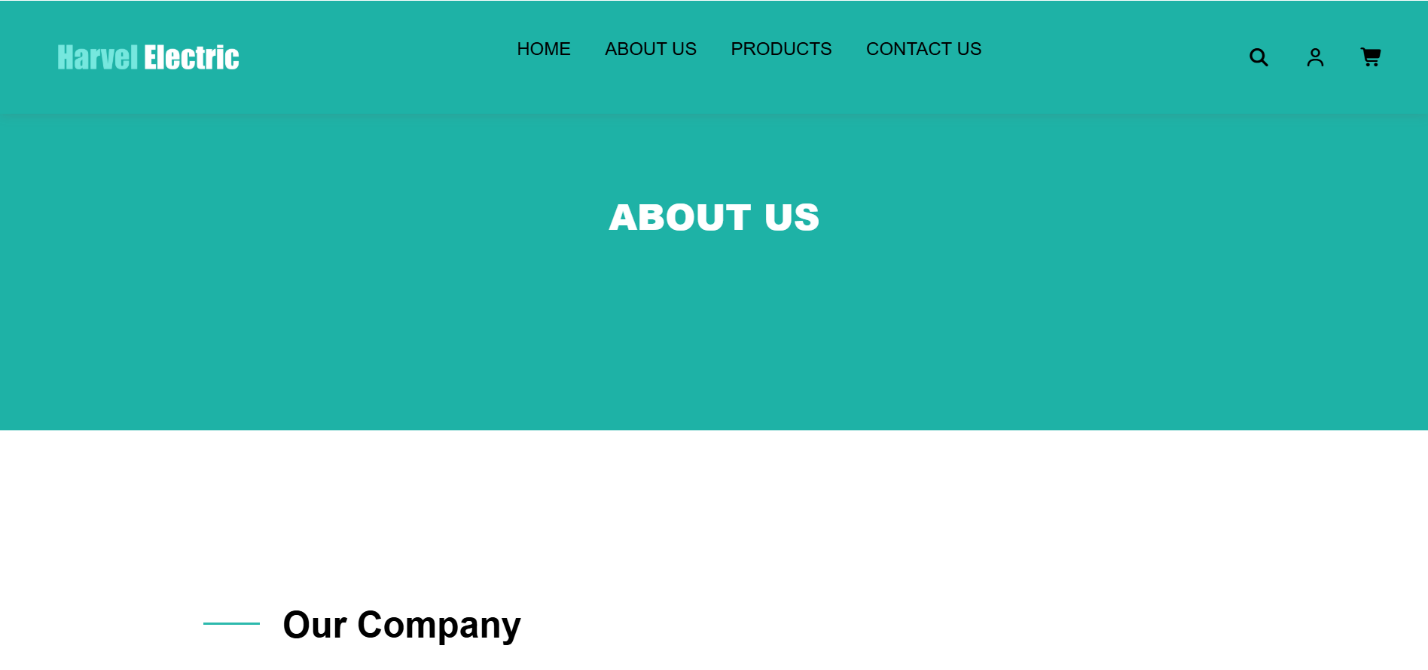 Harvel Electric
HOME ABOUT US PRODUCTS CONTACT US
ABOUT US
Our Company